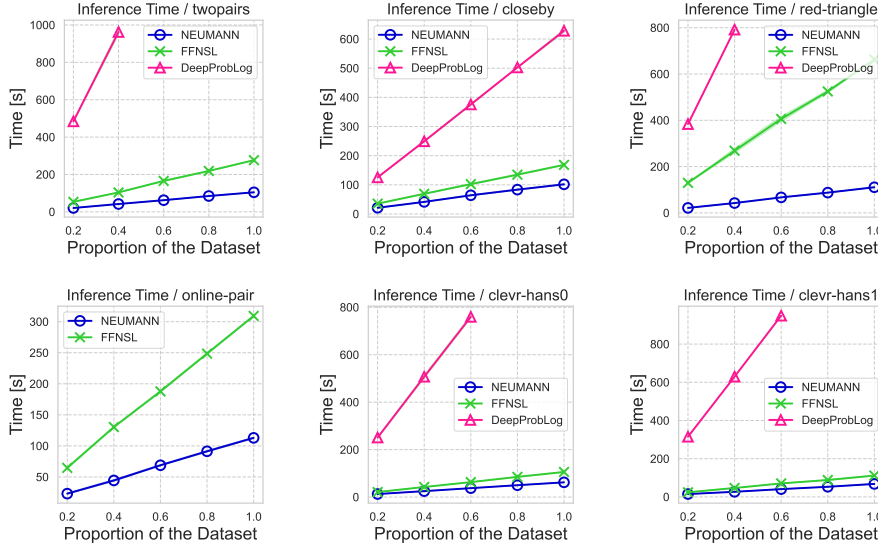 Inference Time / twopairs
1000
800
600
400
200
0
Time [s]
NEUMANN
FFNSL
DeepProbLog
0.2 0.4 0.6 0.8 1.0
Proportion of the Dataset
Inference Time / closeby
600
500
400
300
200
100
0
Time [s]
NEUMANN
FFNSL
DeepProbLog
0.2 0.4 0.6 0.8 1.0
Proportion of the Dataset
Inference Time / red-triangle
800
600
400
200
0
Time [s]
NEUMANN
FFNSL
DeepProbLog
0.2 0.4 0.6 0.8 1.0
Proportion of the Dataset
Inference Time / online-pair
300
250
200
150
100
50
Time [s]
NEUMANN
FFNSL
0.2 0.4 0.6 0.8 1.0
Proportion of the Dataset
Inference Time / clevr-hans0
800
600
400
200
0
Time [s]
NEUMANN
FFNSL
DeepProbLog
0.2 0.4 0.6 0.8 1.0
Proportion of the Dataset
Inference Time / clevr-hans1
800
600
400
200
0
Time [s]
NEUMANN
FFNSL
DeepProbLog
0.2 0.4 0.6 0.8 1.0
Proportion of the Dataset